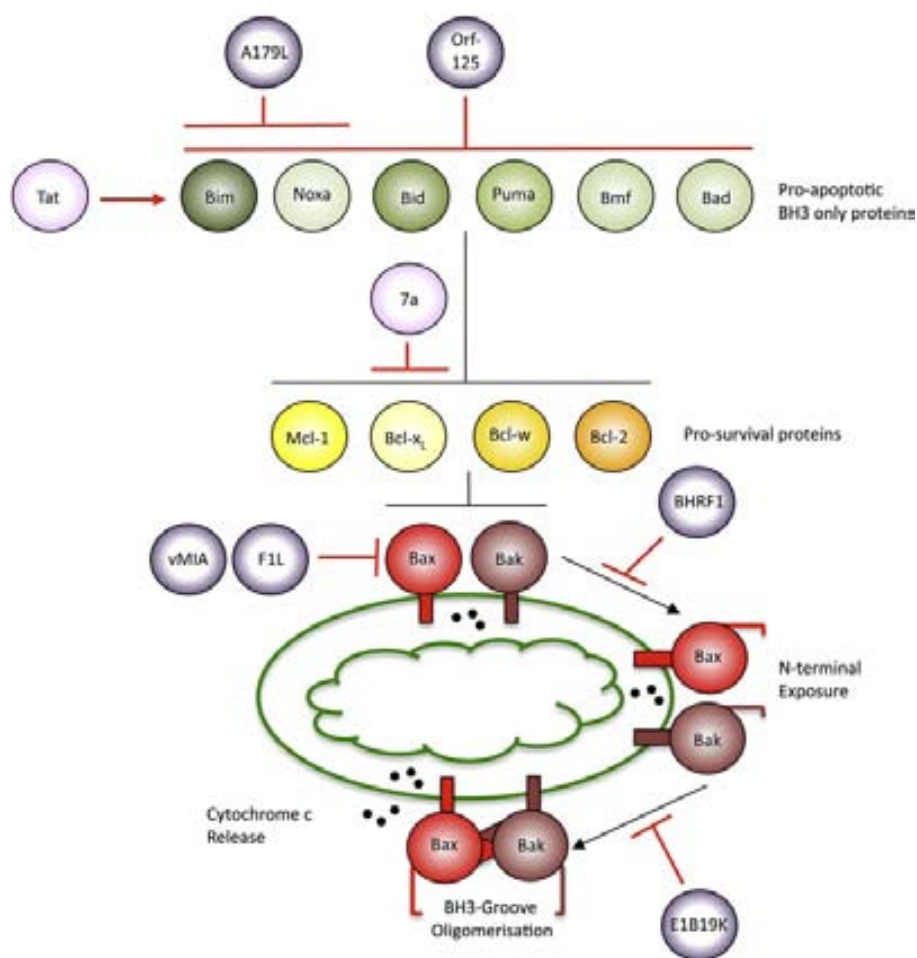 A179L
Orf-
125
Tat
Bim
Noxa
Bid
Puma
Bmf
Bad
Pro-apoptotic
BH3 only proteins
7a
Mcl-1
Bcl-xL
Bcl-w
Bcl-2
Pro-survival proteins
BHRF1
vMIA
F1L
Bax
Bak
Bax
N-terminal
Exposure
Bak
Cytochrome c
Release
Bax
Bak
BH3-Groove
Oligomerisation
E1B19K